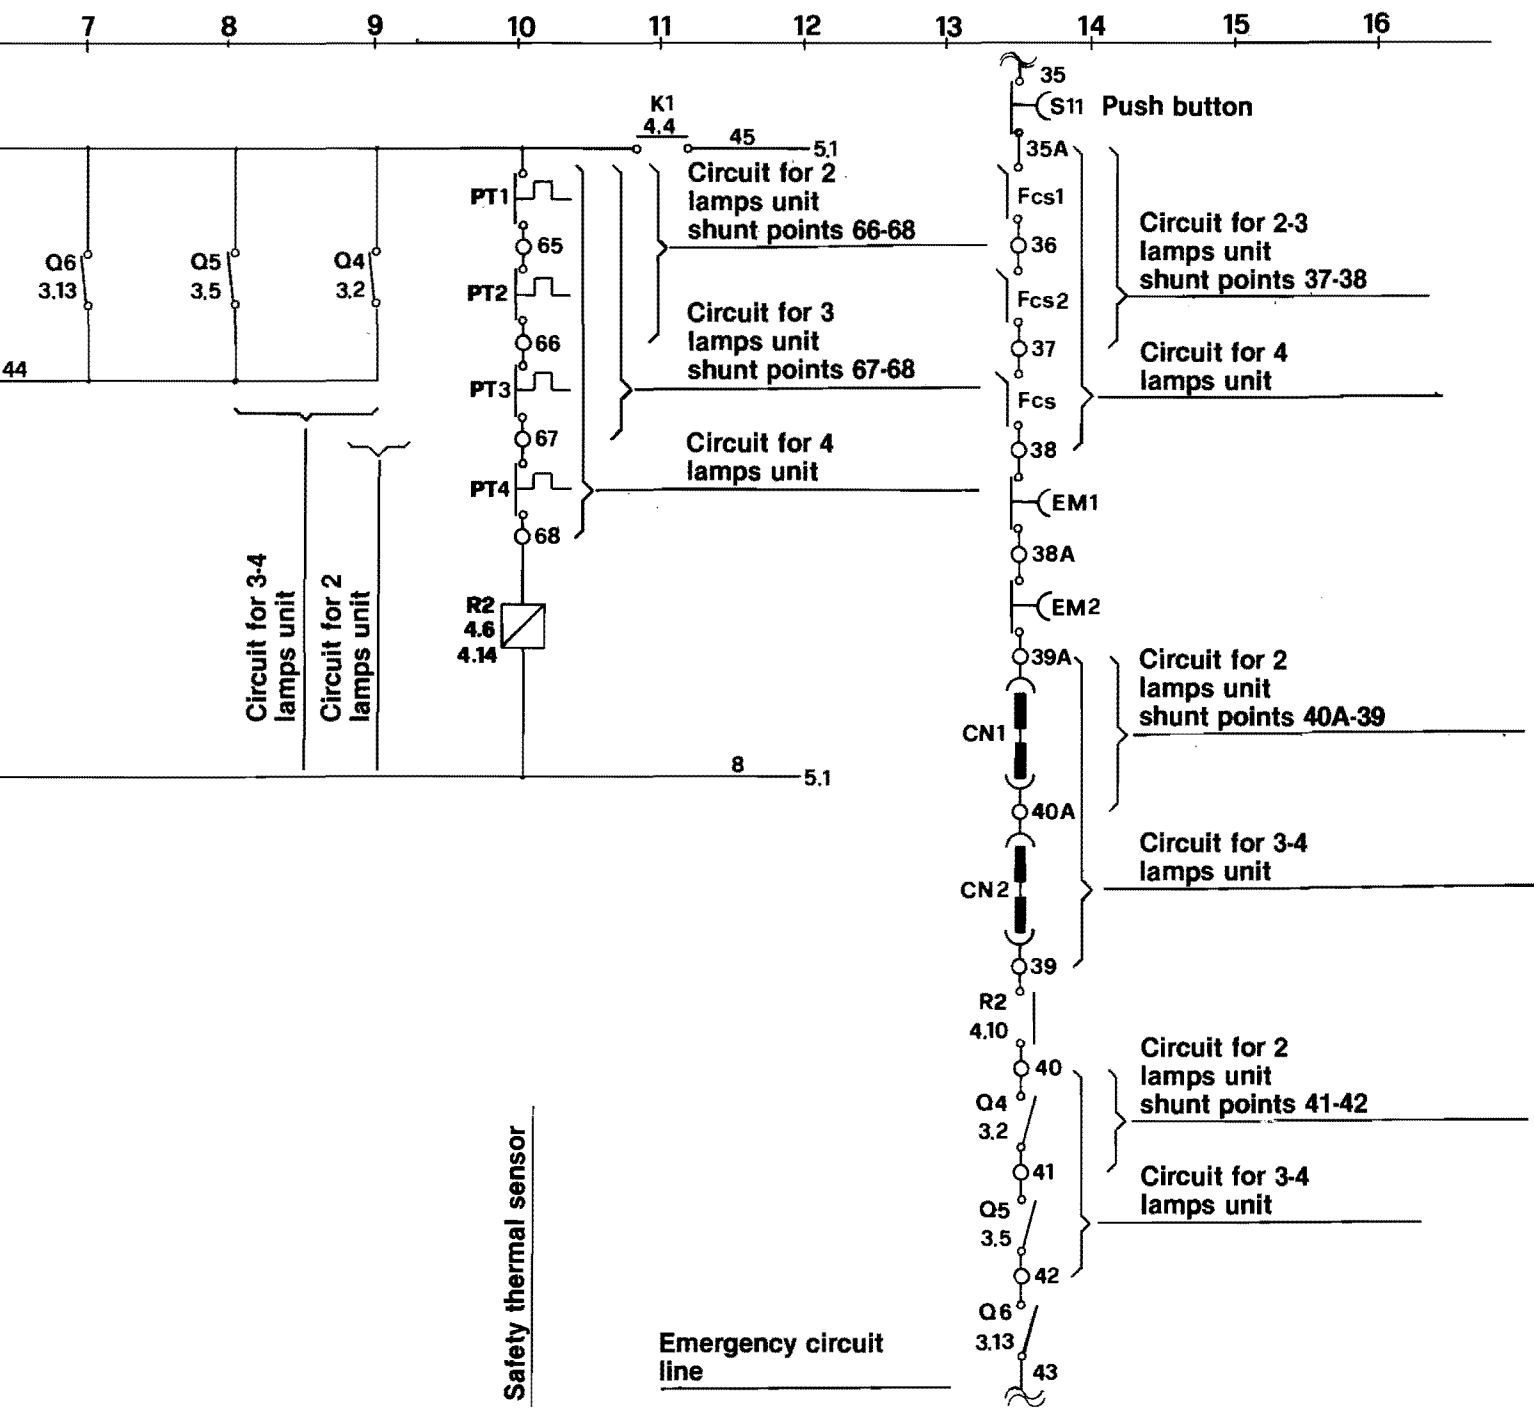 7 8 9 10 11 12 13 14 15 16
35
S11 Push button
K1
4.4
45
5.1
35A
Circuit for 2
lamps unit
shunt points 66-68
PT1
65
PT2
66
PT3
67
PT4
68
Circuit for 3
lamps unit
shunt points 67-68
Circuit for 4
lamps unit
Q6
3.13
Q5
3.5
Q4
3.2
44
Circuit for 3-4
lamps unit
Circuit for 2
lamps unit
R2
4.6
4.14
8
5.1
Fcs1
36
Fcs2
37
Fcs
38
Circuit for 2-3
lamps unit
shunt points 37-38
Circuit for 4
lamps unit
EM1
38A
EM2
39A
CN1
40A
CN2
39
Circuit for 2
lamps unit
shunt points 40A-39
Circuit for 3-4
lamps unit
R2
4.10
40
Q4
3.2
41
Q5
3.5
42
Q6
3.13
43
Circuit for 2
lamps unit
shunt points 41-42
Circuit for 3-4
lamps unit
Safety thermal sensor
Emergency circuit
line